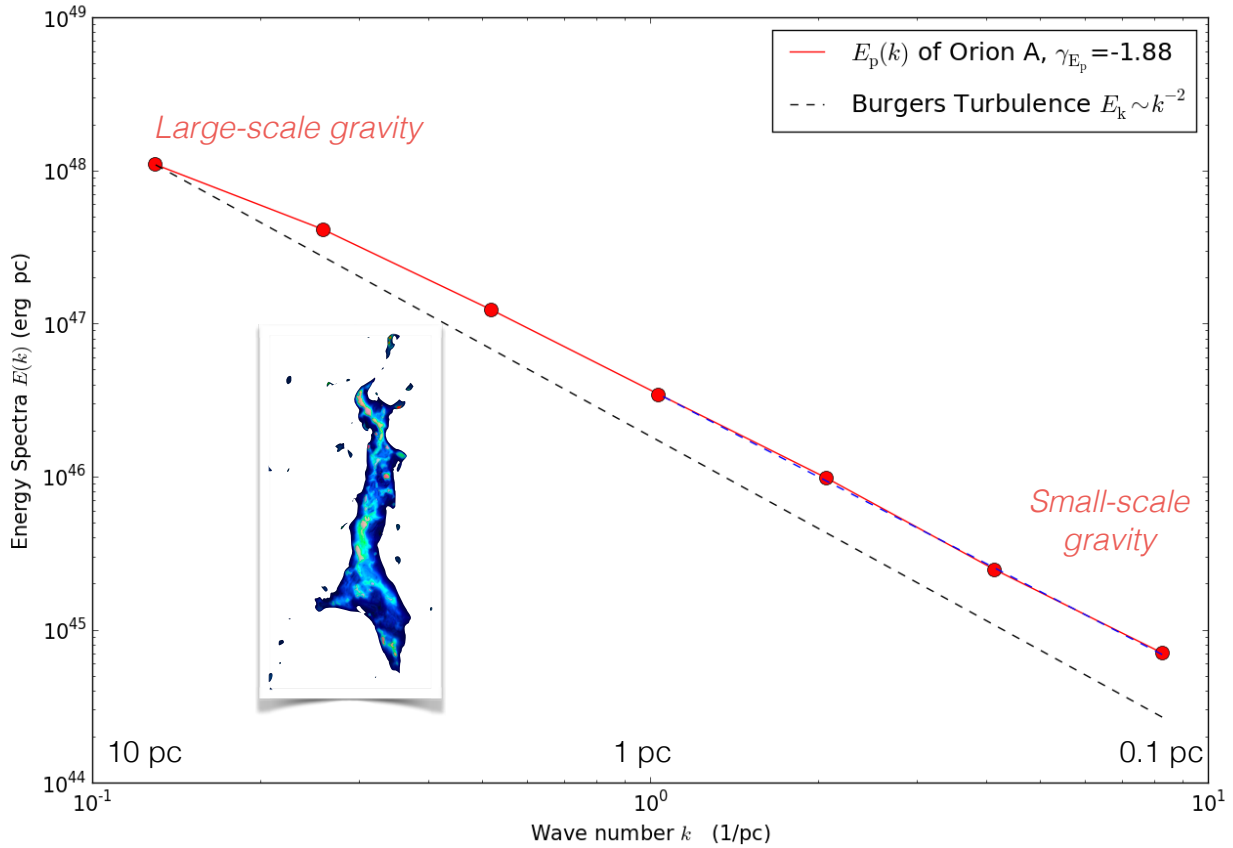 10^49
10^48
10^47
10^46
10^45
10^44
Energy Spectra E(k) (erg pc)
E_p(k) of Orion A, γ_{E_p}=-1.88
Burgers Turbulence E_k∼k^{-2}
Large-scale gravity
Small-scale
gravity
10 pc
1 pc
0.1 pc
10^{-1}
10^0
10^1
Wave number k (1/pc)